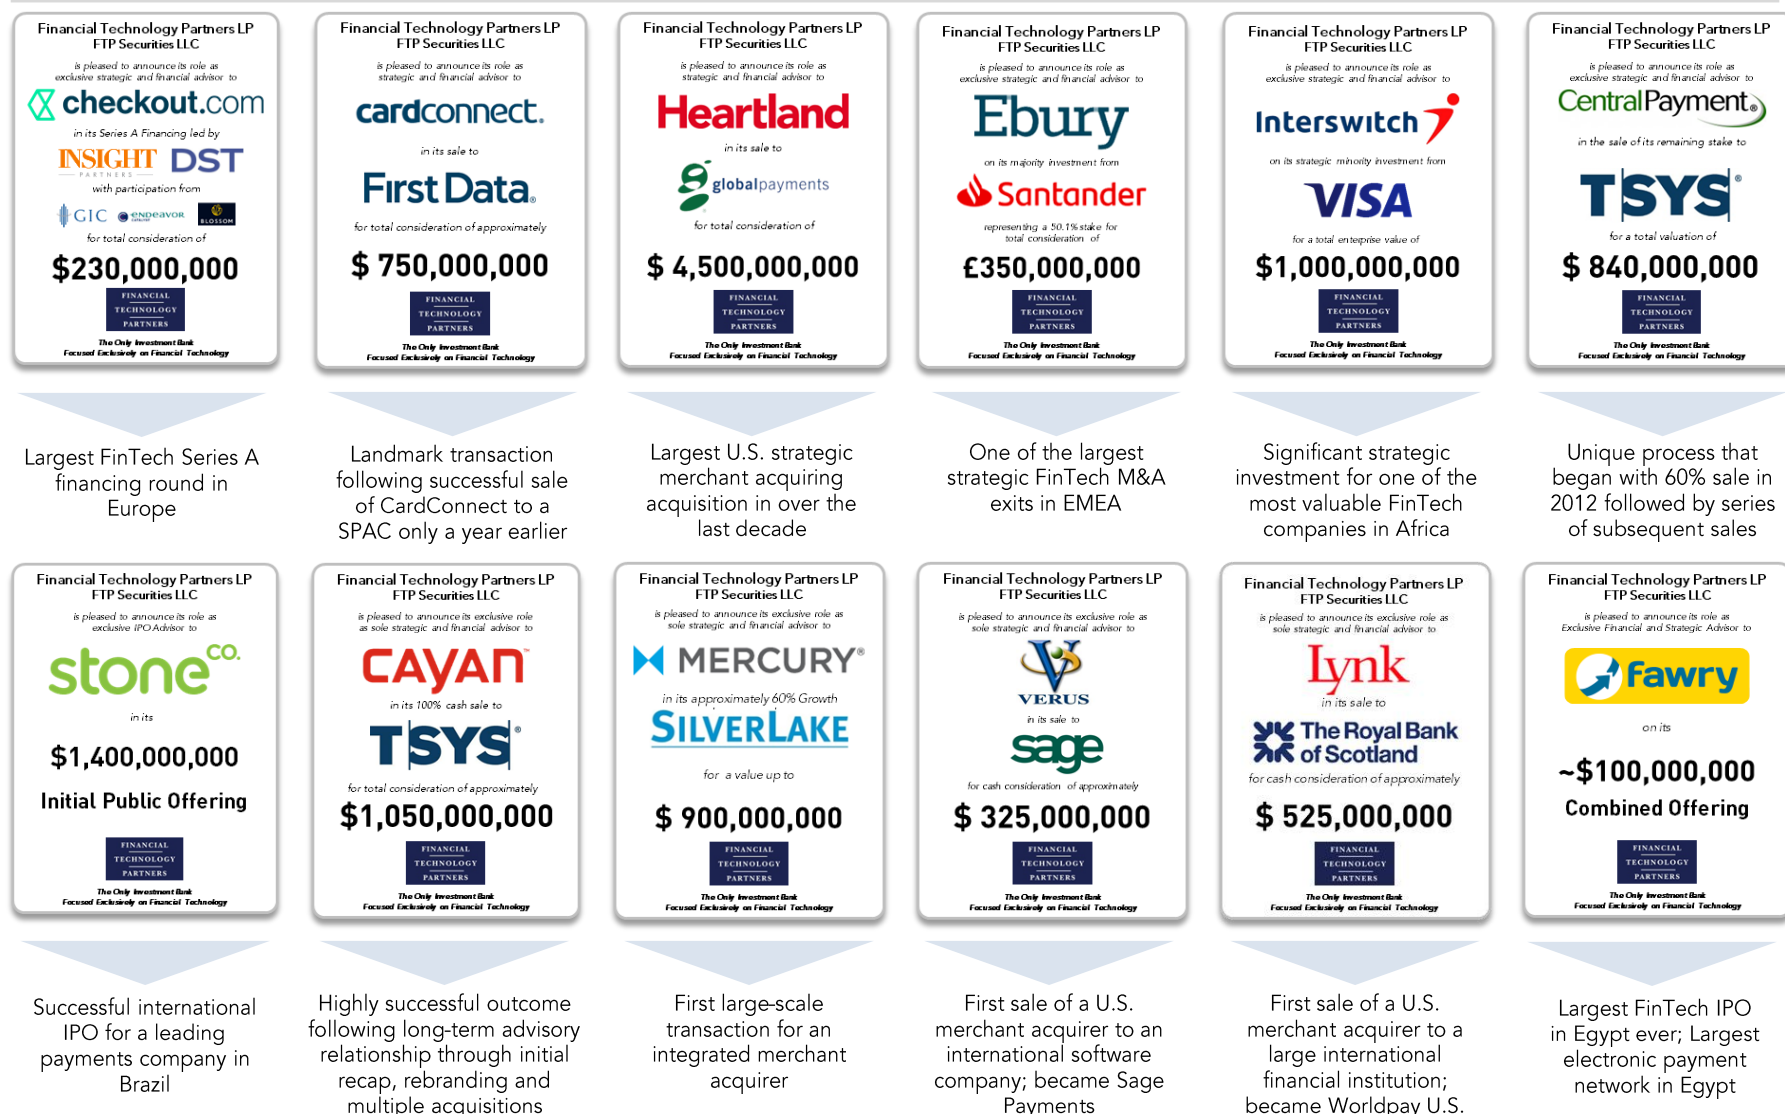 Financial Technology Partners LP
FTP Securities LLC
is pleased to announce its role as
exclusive strategic and financial advisor to
checkout.com
in its Series A Financing led by
INSIGHT
PARTNERS
DST
with participation from
GIC
ENDEAVOR
CATALYST
BLOSSOM
for total consideration of
$230,000,000
FINANCIAL
TECHNOLOGY
PARTNERS
The Only Investment Bank
Focused Exclusively on Financial Technology
Largest FinTech Series A
financing round in
Europe
Financial Technology Partners LP
FTP Securities LLC
is pleased to announce its role as
strategic and financial advisor to
cardconnect.
in its sale to
First Data®
for total consideration of approximately
$ 750,000,000
FINANCIAL
TECHNOLOGY
PARTNERS
The Only Investment Bank
Focused Exclusively on Financial Technology
Landmark transaction
following successful sale
of CardConnect to a
SPAC only a year earlier
Financial Technology Partners LP
FTP Securities LLC
is pleased to announce its role as
strategic and financial advisor to
Heartland
in its sale to
globalpayments
for total consideration of
$ 4,500,000,000
FINANCIAL
TECHNOLOGY
PARTNERS
The Only Investment Bank
Focused Exclusively on Financial Technology
Largest U.S. strategic
merchant acquiring
acquisition in over the
last decade
Financial Technology Partners LP
FTP Securities LLC
is pleased to announce its role as
exclusive strategic and financial advisor to
Ebury
on its majority investment from
Santander
representing a 50.1% stake for
total consideration of
£350,000,000
FINANCIAL
TECHNOLOGY
PARTNERS
The Only Investment Bank
Focused Exclusively on Financial Technology
One of the largest
strategic FinTech M&A
exits in EMEA
Financial Technology Partners LP
FTP Securities LLC
is pleased to announce its role as
exclusive strategic and financial advisor to
Interswitch
on its strategic minority investment from
VISA
for a total enterprise value of
$1,000,000,000
FINANCIAL
TECHNOLOGY
PARTNERS
The Only Investment Bank
Focused Exclusively on Financial Technology
Significant strategic
investment for one of the
most valuable FinTech
companies in Africa
Financial Technology Partners LP
FTP Securities LLC
is pleased to announce its role as
exclusive strategic and financial advisor to
CentralPayment®
in the sale of its remaining stake to
TSYS®
for a total valuation of
$ 840,000,000
FINANCIAL
TECHNOLOGY
PARTNERS
The Only Investment Bank
Focused Exclusively on Financial Technology
Unique process that
began with 60% sale in
2012 followed by series
of subsequent sales
Financial Technology Partners LP
FTP Securities LLC
is pleased to announce its role as
exclusive IPO Advisor to
stone co.
in its
$1,400,000,000
Initial Public Offering
FINANCIAL
TECHNOLOGY
PARTNERS
The Only Investment Bank
Focused Exclusively on Financial Technology
Successful international
IPO for a leading
payments company in
Brazil
Financial Technology Partners LP
FTP Securities LLC
is pleased to announce its exclusive role
as sole strategic and financial advisor to
CAYAN™
in its 100% cash sale to
TSYS®
for total consideration of approximately
$1,050,000,000
FINANCIAL
TECHNOLOGY
PARTNERS
The Only Investment Bank
Focused Exclusively on Financial Technology
Highly successful outcome
following long-term advisory
relationship through initial
recap, rebranding and
multiple acquisitions
Financial Technology Partners LP
FTP Securities LLC
is pleased to announce its exclusive role as
sole strategic and financial advisor to
MERCURY®
in its approximately 60% Growth
SILVERLAKE
for a value up to
$ 900,000,000
FINANCIAL
TECHNOLOGY
PARTNERS
The Only Investment Bank
Focused Exclusively on Financial Technology
First large-scale
transaction for an
integrated merchant
acquirer
Financial Technology Partners LP
FTP Securities LLC
is pleased to announce its exclusive role as
sole strategic and financial advisor to
VERUS
in its sale to
sage
for cash consideration of approximately
$ 325,000,000
FINANCIAL
TECHNOLOGY
PARTNERS
The Only Investment Bank
Focused Exclusively on Financial Technology
First sale of a U.S.
merchant acquirer to an
international software
company; became Sage
Payments
Financial Technology Partners LP
FTP Securities LLC
is pleased to announce its exclusive role as
sole strategic and financial advisor to
Lynk
in its sale to
The Royal Bank
of Scotland
for cash consideration of approximately
$ 525,000,000
FINANCIAL
TECHNOLOGY
PARTNERS
The Only Investment Bank
Focused Exclusively on Financial Technology
First sale of a U.S.
merchant acquirer to a
large international
financial institution;
became Worldpay U.S.
Financial Technology Partners LP
FTP Securities LLC
is pleased to announce its role as
Exclusive Financial and Strategic Advisor to
fawry
on its
~$100,000,000
Combined Offering
FINANCIAL
TECHNOLOGY
PARTNERS
The Only Investment Bank
Focused Exclusively on Financial Technology
Largest FinTech IPO
in Egypt ever; Largest
electronic payment
network in Egypt